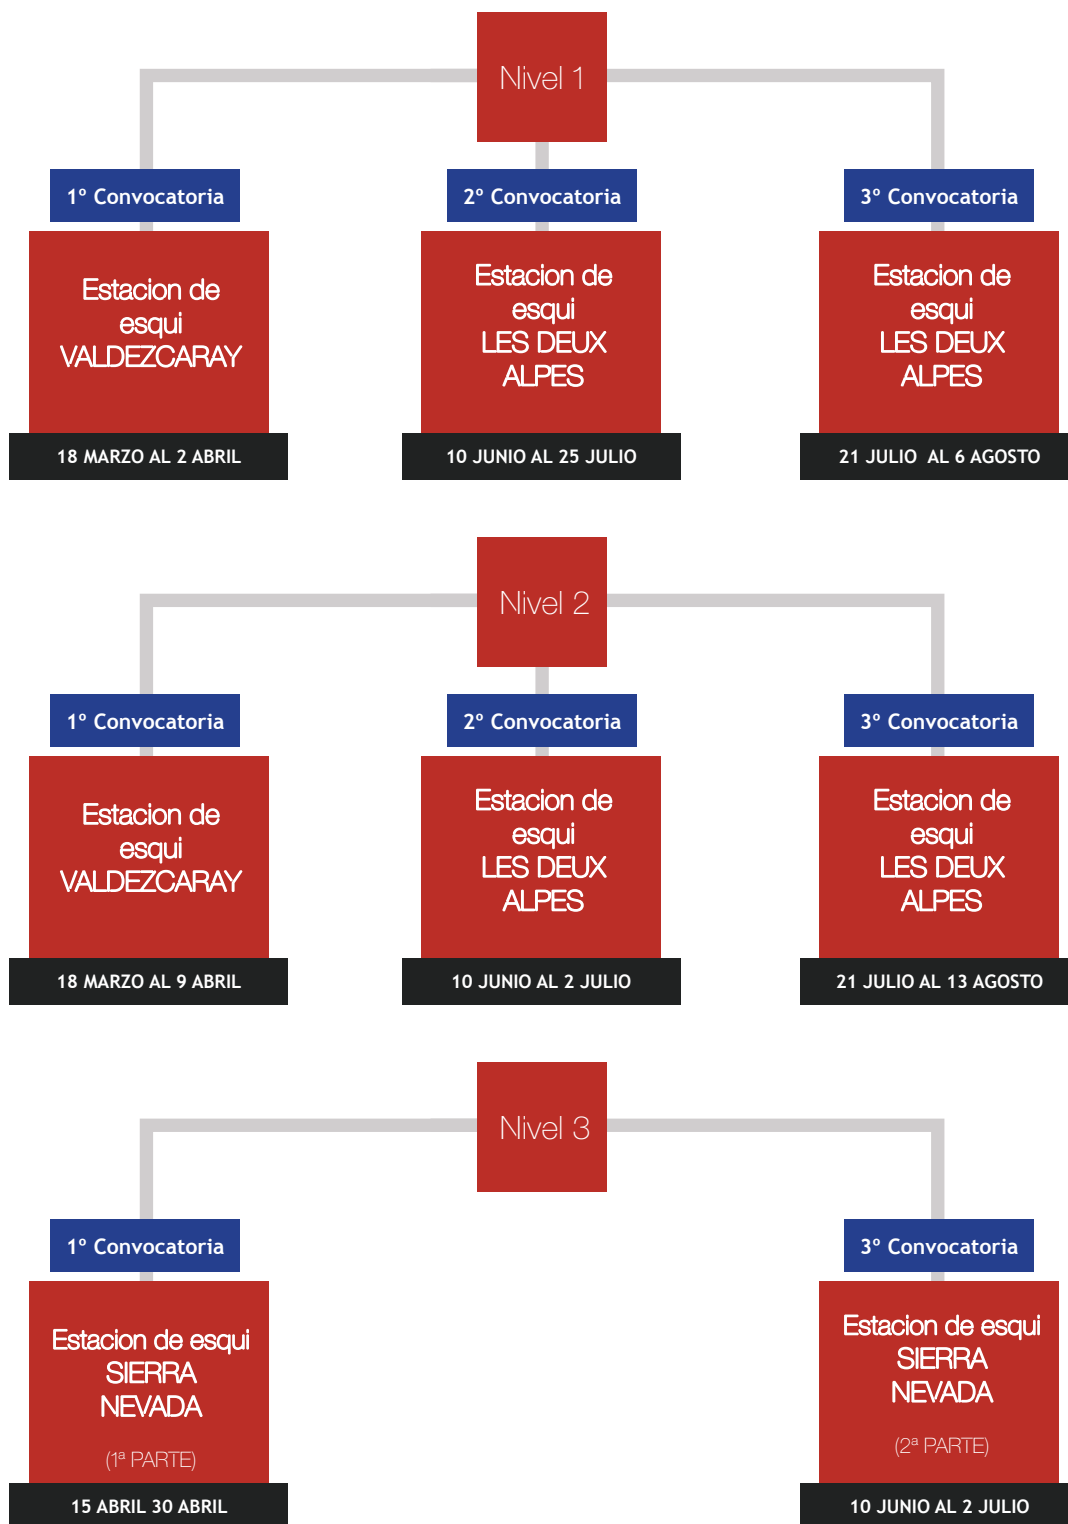 Nivel 1
1º Convocatoria
Estacion de
esqui
VALDEZCARAY
18 MARZO AL 2 ABRIL
2º Convocatoria
Estacion de
esqui
LES DEUX
ALPES
10 JUNIO AL 25 JULIO
3º Convocatoria
Estacion de
esqui
LES DEUX
ALPES
21 JULIO AL 6 AGOSTO
Nivel 2
1º Convocatoria
Estacion de
esqui
VALDEZCARAY
18 MARZO AL 9 ABRIL
2º Convocatoria
Estacion de
esqui
LES DEUX
ALPES
10 JUNIO AL 2 JULIO
3º Convocatoria
Estacion de
esqui
LES DEUX
ALPES
21 JULIO AL 13 AGOSTO
Nivel 3
1º Convocatoria
Estacion de esqui
SIERRA
NEVADA
(1ª PARTE)
15 ABRIL 30 ABRIL
3º Convocatoria
Estacion de esqui
SIERRA
NEVADA
(2ª PARTE)
10 JUNIO AL 2 JULIO